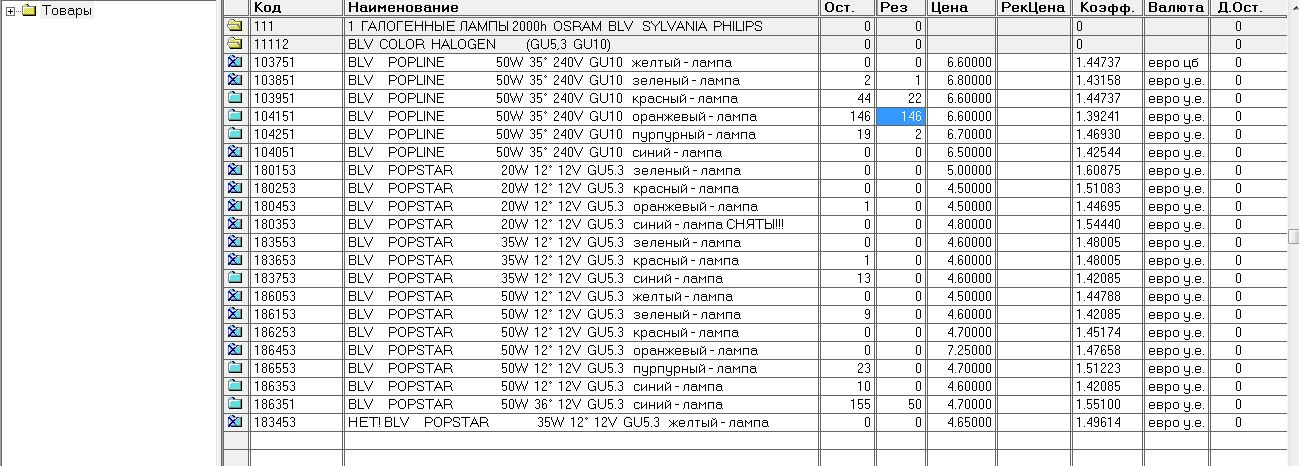 Товары
Код Наименование Ост. Рез Цена РекЦена Коэфф. Валюта Д.Ост.
111 1 ГАЛОГЕННЫЕ ЛАМПЫ 2000h OSRAM BLV SYLVANIA PHILIPS 0 0 0 0
11112 BLV COLOR HALOGEN (GU5,3 GU10) 0 0 0 0
103751 BLV POPLINE 50W 35° 240V GU10 желтый - лампа 0 0 6.60000 1.44737 евро цб 0
103851 BLV POPLINE 50W 35° 240V GU10 зеленый - лампа 2 1 6.80000 1.43158 евро у.е. 0
103951 BLV POPLINE 50W 35° 240V GU10 красный - лампа 44 22 6.60000 1.44737 евро у.е. 0
104151 BLV POPLINE 50W 35° 240V GU10 оранжевый - лампа 146 146 6.60000 1.39241 евро у.е. 0
104251 BLV POPLINE 50W 35° 240V GU10 пурпурный - лампа 19 2 6.70000 1.46930 евро у.е. 0
104051 BLV POPLINE 50W 35° 240V GU10 синий - лампа 0 0 6.50000 1.42544 евро у.е. 0
180153 BLV POPSTAR 20W 12° 12V GU5.3 зеленый - лампа 0 0 5.00000 1.60875 евро у.е. 0
180253 BLV POPSTAR 20W 12° 12V GU5.3 красный - лампа 0 0 4.50000 1.51083 евро у.е. 0
180453 BLV POPSTAR 20W 12° 12V GU5.3 оранжевый - лампа 1 0 4.50000 1.44695 евро у.е. 0
180353 BLV POPSTAR 20W 12° 12V GU5.3 синий - лампа СНЯТЫ!!! 0 0 4.80000 1.54440 евро у.е. 0
183553 BLV POPSTAR 35W 12° 12V GU5.3 зеленый - лампа 0 0 4.60000 1.48005 евро у.е. 0
183653 BLV POPSTAR 35W 12° 12V GU5.3 красный - лампа 1 0 4.60000 1.48005 евро у.е. 0
183753 BLV POPSTAR 35W 12° 12V GU5.3 синий - лампа 13 0 4.60000 1.42085 евро у.е. 0
186053 BLV POPSTAR 50W 12° 12V GU5.3 желтый - лампа 0 0 4.50000 1.44788 евро у.е. 0
186153 BLV POPSTAR 50W 12° 12V GU5.3 зеленый - лампа 9 0 4.60000 1.42085 евро у.е. 0
186253 BLV POPSTAR 50W 12° 12V GU5.3 красный - лампа 0 0 4.70000 1.45174 евро у.е. 0
186453 BLV POPSTAR 50W 12° 12V GU5.3 оранжевый - лампа 0 0 7.25000 1.47658 евро у.е. 0
186553 BLV POPSTAR 50W 12° 12V GU5.3 пурпурный - лампа 23 0 4.70000 1.51223 евро у.е. 0
186353 BLV POPSTAR 50W 12° 12V GU5.3 синий - лампа 10 0 4.60000 1.42085 евро у.е. 0
186351 BLV POPSTAR 50W 36° 12V GU5.3 синий - лампа 155 50 4.70000 1.55100 евро у.е. 0
183453 НЕТ! BLV POPSTAR 35W 12° 12V GU5.3 желтый - лампа 0 0 4.65000 1.49614 евро у.е. 0